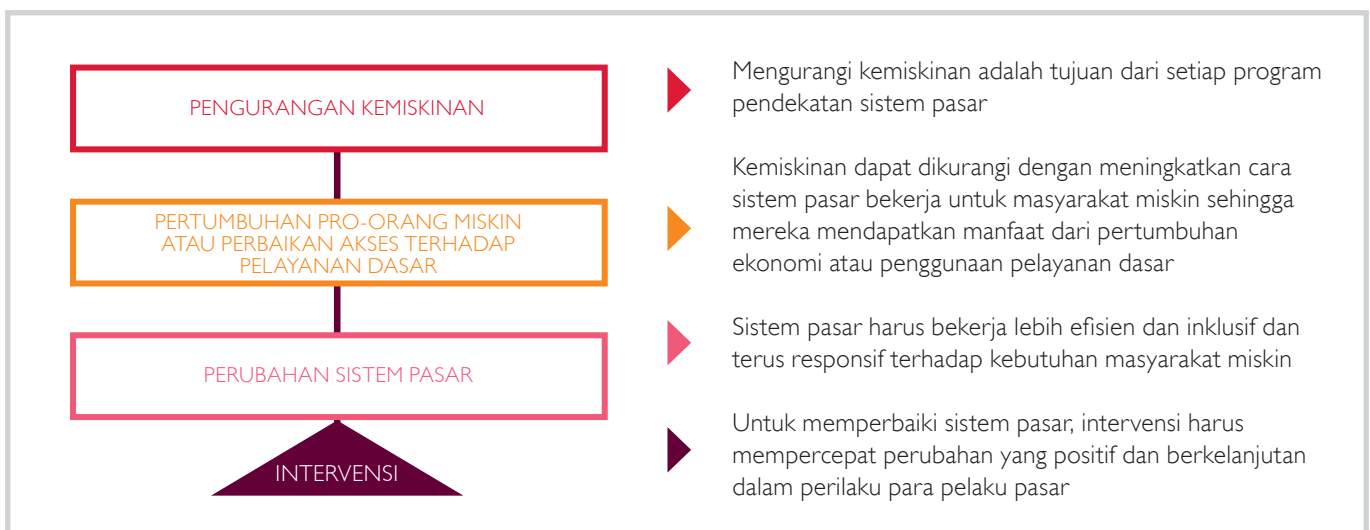 PENGURANGAN KEMISKINAN
Mengurangi kemiskinan adalah tujuan dari setiap program
pendekatan sistem pasar
PERTUMBUHAN PRO-ORANG MISKIN
ATAU PERBAIKAN AKSES TERHADAP
PELAYANAN DASAR
Kemiskinan dapat dikurangi dengan meningkatkan cara
sistem pasar bekerja untuk masyarakat miskin sehingga
mereka mendapatkan manfaat dari pertumbuhan
ekonomi atau penggunaan pelayanan dasar
PERUBAHAN SISTEM PASAR
Sistem pasar harus bekerja lebih efisien dan inklusif dan
terus responsif terhadap kebutuhan masyarakat miskin
INTERVENSI
Untuk memperbaiki sistem pasar, intervensi harus
mempercepat perubahan yang positif dan berkelanjutan
dalam perilaku para pelaku pasar